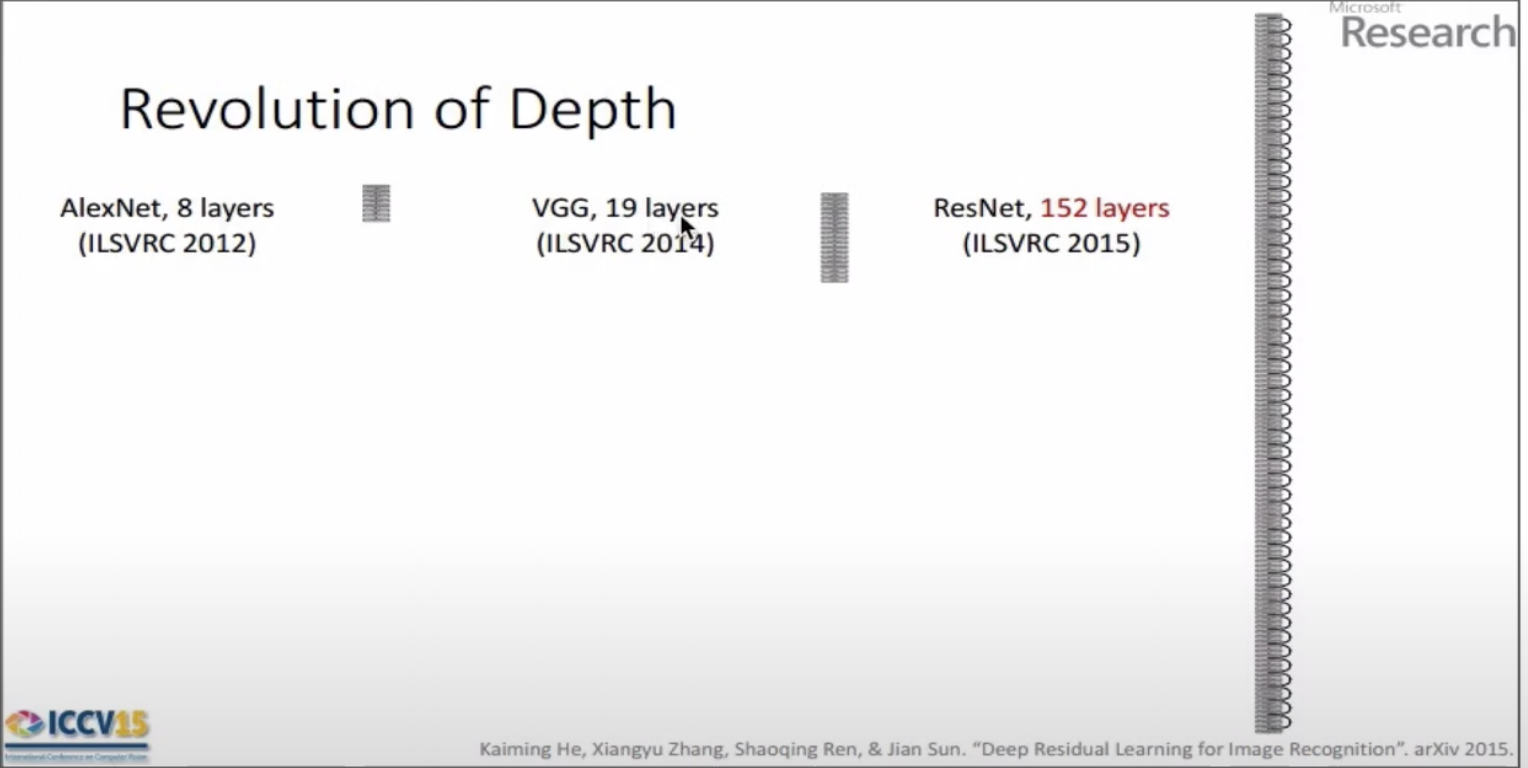 Microsoft
Research
Revolution of Depth
AlexNet, 8 layers
(ILSVRC 2012)
VGG, 19 layers
(ILSVRC 2014)
ResNet, 152 layers
(ILSVRC 2015)
ICCV15
International Conference on Computer Vision
Kaiming He, Xiangyu Zhang, Shaoqing Ren, & Jian Sun. “Deep Residual Learning for Image Recognition”. arXiv 2015.